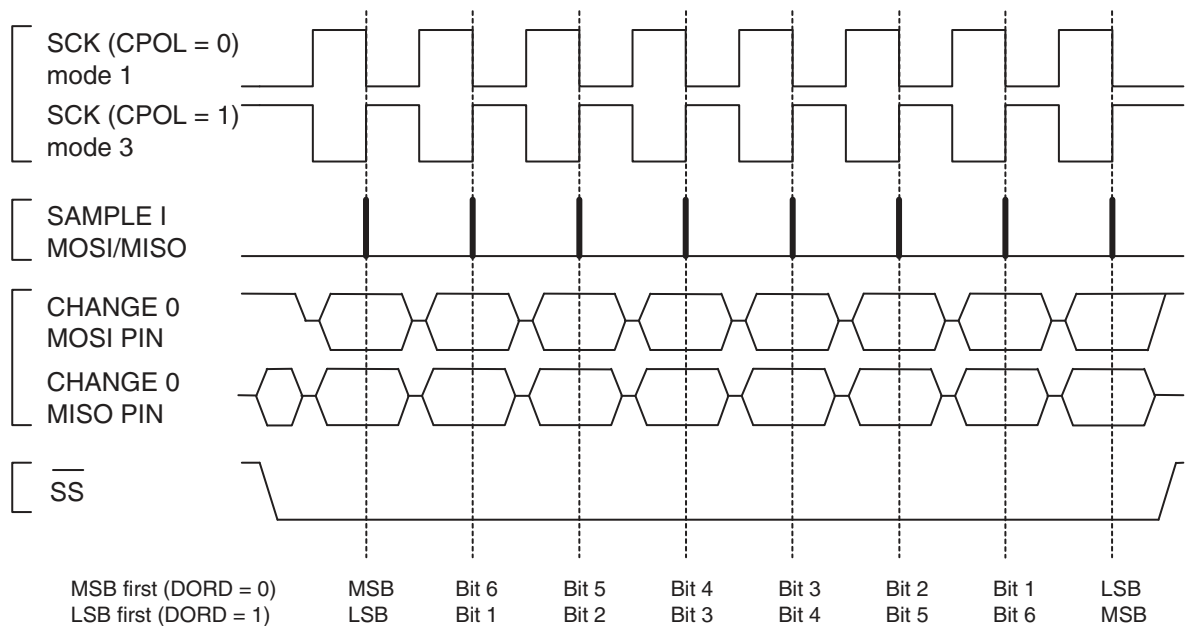 SCK (CPOL = 0)
mode 1
SCK (CPOL = 1)
mode 3
SAMPLE I
MOSI/MISO
CHANGE 0
MOSI PIN
CHANGE 0
MISO PIN
SS
MSB first (DORD = 0) MSB Bit 6 Bit 5 Bit 4 Bit 3 Bit 2 Bit 1 LSB
LSB first (DORD = 1) LSB Bit 1 Bit 2 Bit 3 Bit 4 Bit 5 Bit 6 MSB